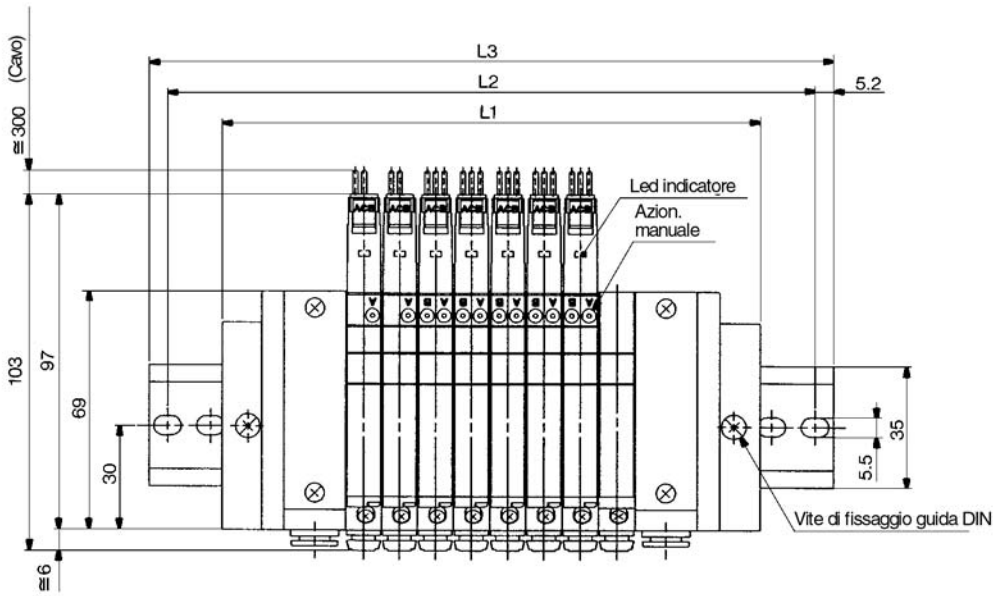 L3
L2
5.2
L1
≅300 (Cavo)
Led indicatore
Azion.
manuale
A A B A B A B A B A B A
103
97
69
30
35
5.5
Vite di fissaggio guida DIN
≅6